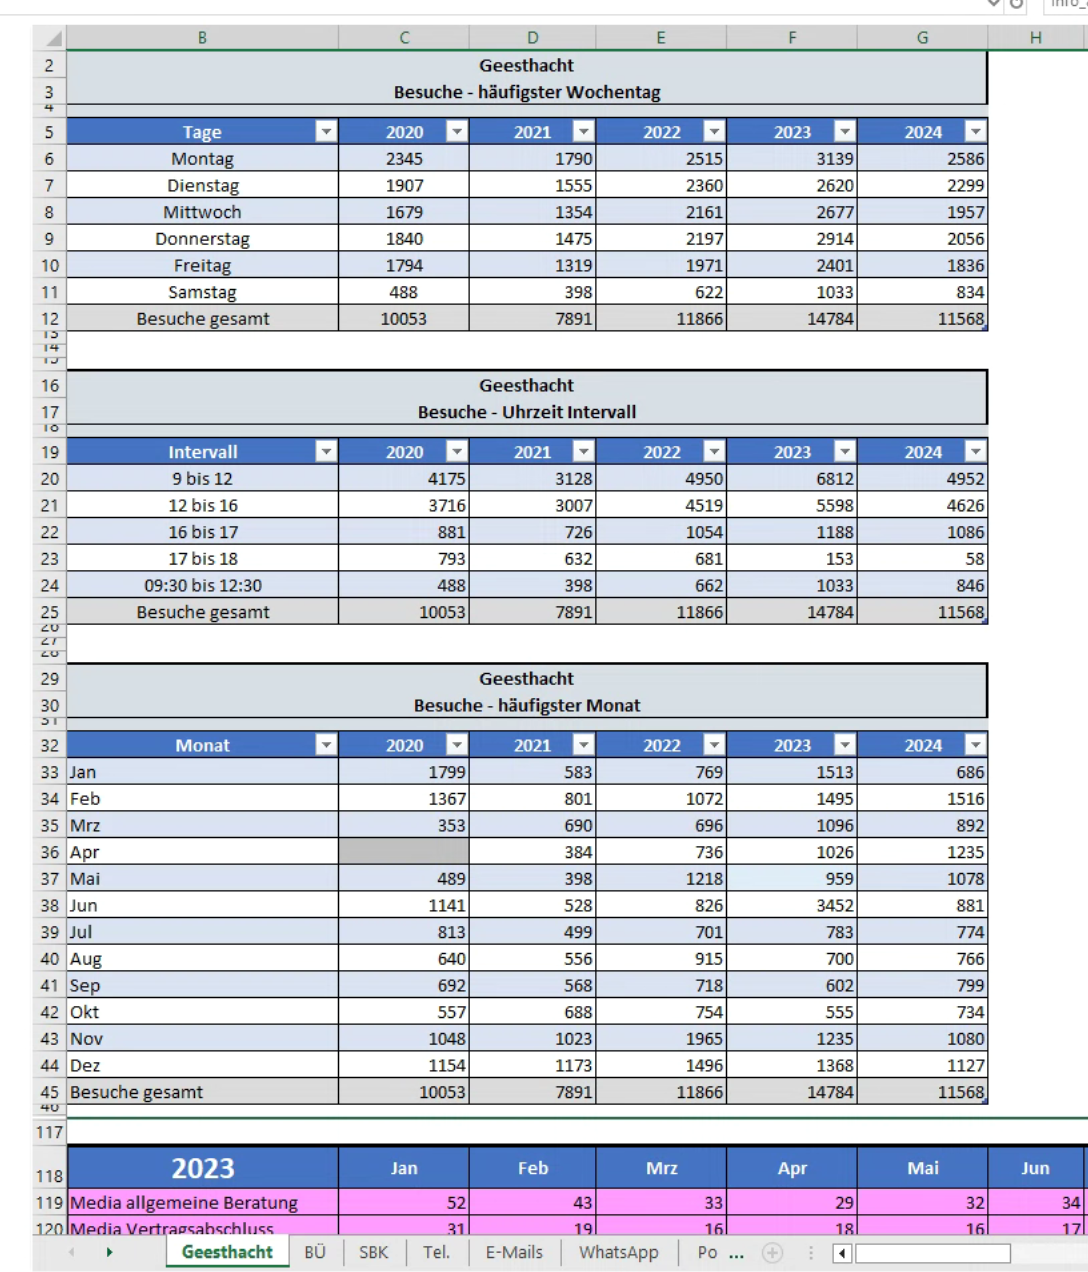 B C D E F G H
2 Geesthacht
3 Besuche - häufigster Wochentag
4
5 Tage 2020 2021 2022 2023 2024
6 Montag 2345 1790 2515 3139 2586
7 Dienstag 1907 1555 2360 2620 2299
8 Mittwoch 1679 1354 2161 2677 1957
9 Donnerstag 1840 1475 2197 2914 2056
10 Freitag 1794 1319 1971 2401 1836
11 Samstag 488 398 622 1033 834
12 Besuche gesamt 10053 7891 11866 14784 11568
13
14
15
16 Geesthacht
17 Besuche - Uhrzeit Intervall
18
19 Intervall 2020 2021 2022 2023 2024
20 9 bis 12 4175 3128 4950 6812 4952
21 12 bis 16 3716 3007 4519 5598 4626
22 16 bis 17 881 726 1054 1188 1086
23 17 bis 18 793 632 681 153 58
24 09:30 bis 12:30 488 398 662 1033 846
25 Besuche gesamt 10053 7891 11866 14784 11568
26
27
28
29 Geesthacht
30 Besuche - häufigster Monat
31
32 Monat 2020 2021 2022 2023 2024
33 Jan 1799 583 769 1513 686
34 Feb 1367 801 1072 1495 1516
35 Mrz 353 690 696 1096 892
36 Apr 384 736 1026 1235
37 Mai 489 398 1218 959 1078
38 Jun 1141 528 826 3452 881
39 Jul 813 499 701 783 774
40 Aug 640 556 915 700 766
41 Sep 692 568 718 602 799
42 Okt 557 688 754 555 734
43 Nov 1048 1023 1965 1235 1080
44 Dez 1154 1173 1496 1368 1127
45 Besuche gesamt 10053 7891 11866 14784 11568
46
117
118 2023 Jan Feb Mrz Apr Mai Jun
119 Media allgemeine Beratung 52 43 33 29 32 34
120 Media Vertragsabschluss 31 19 16 18 16 17
Geesthacht BÜ SBK Tel. E-Mails WhatsApp Po ...